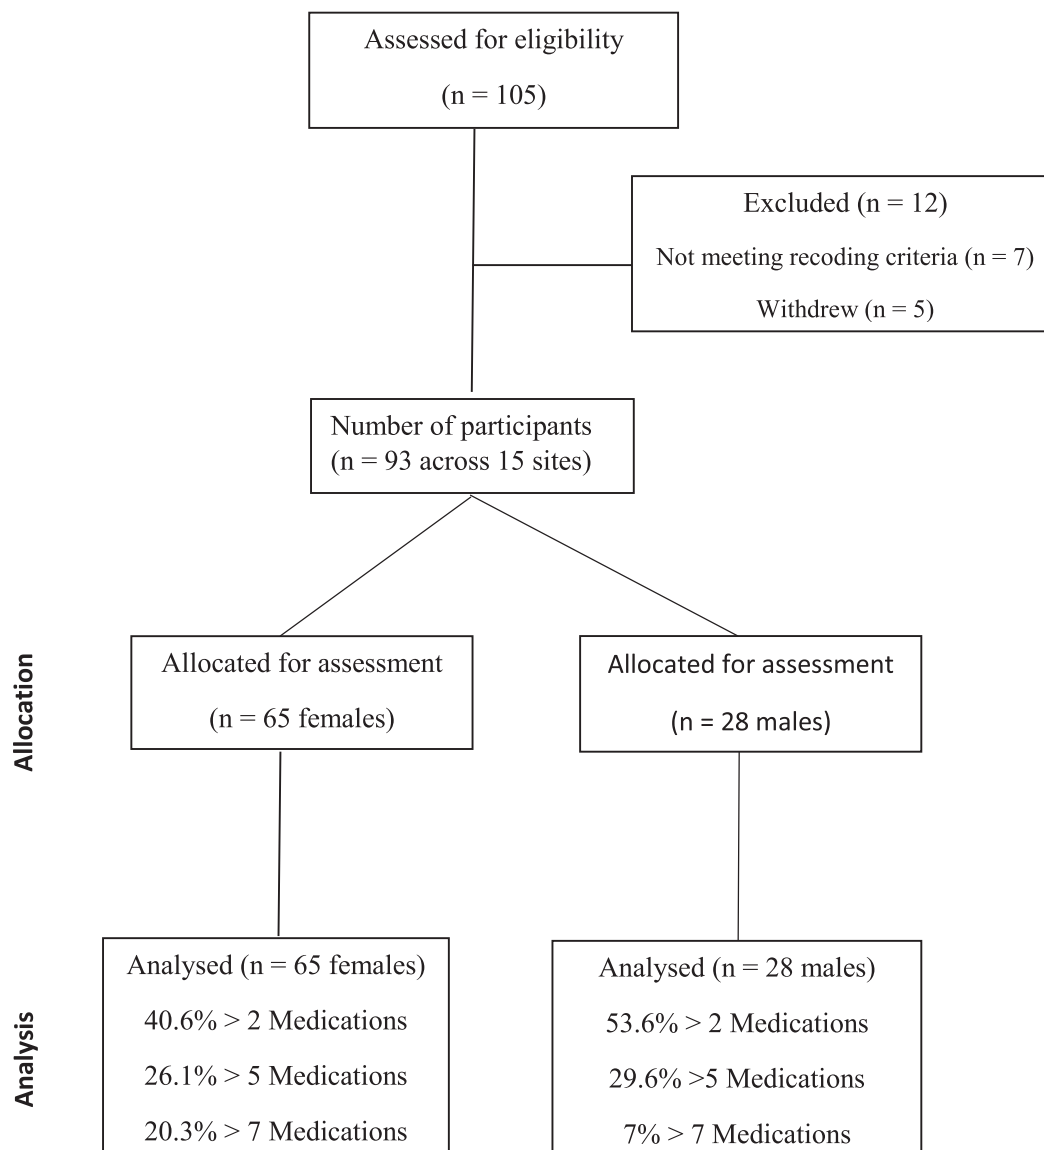 Assessed for eligibility
(n = 105)
Excluded (n = 12)
Not meeting recoding criteria (n = 7)
Withdrew (n = 5)
Number of participants
(n = 93 across 15 sites)
Allocation
Allocated for assessment
(n = 65 females)
Allocated for assessment
(n = 28 males)
Analysis
Analysed (n = 65 females)
40.6% > 2 Medications
26.1% > 5 Medications
20.3% > 7 Medications
Analysed (n = 28 males)
53.6% > 2 Medications
29.6% >5 Medications
7% > 7 Medications